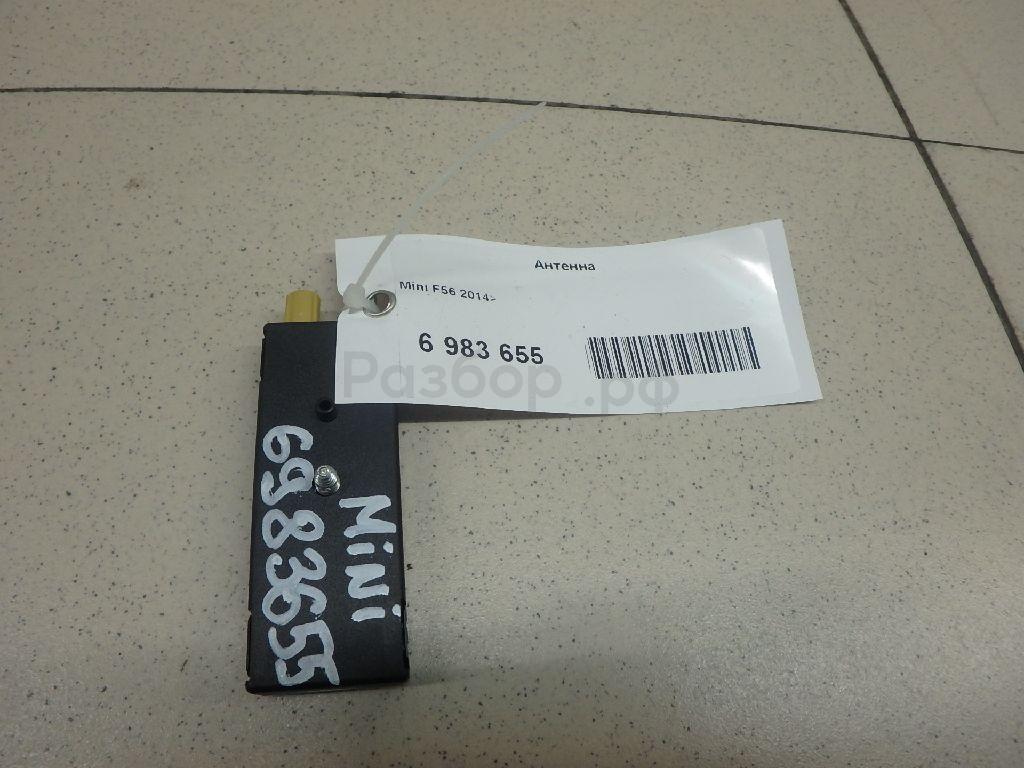 Антенна
Mini F56 2014>
6 983 655
Разбор.рф
Mini
6983655